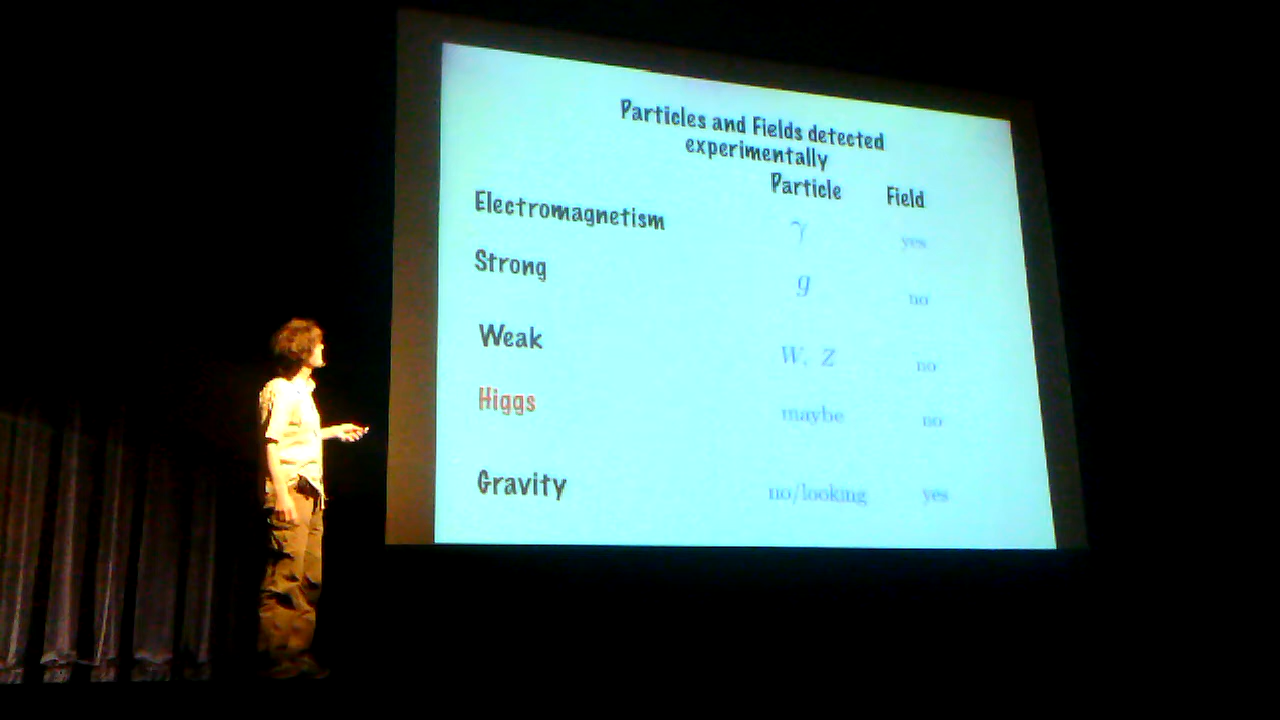 Particles and Fields detected
experimentally
Particle Field
Electromagnetism γ yes
Strong g no
Weak W, Z no
Higgs maybe no
Gravity no/looking yes